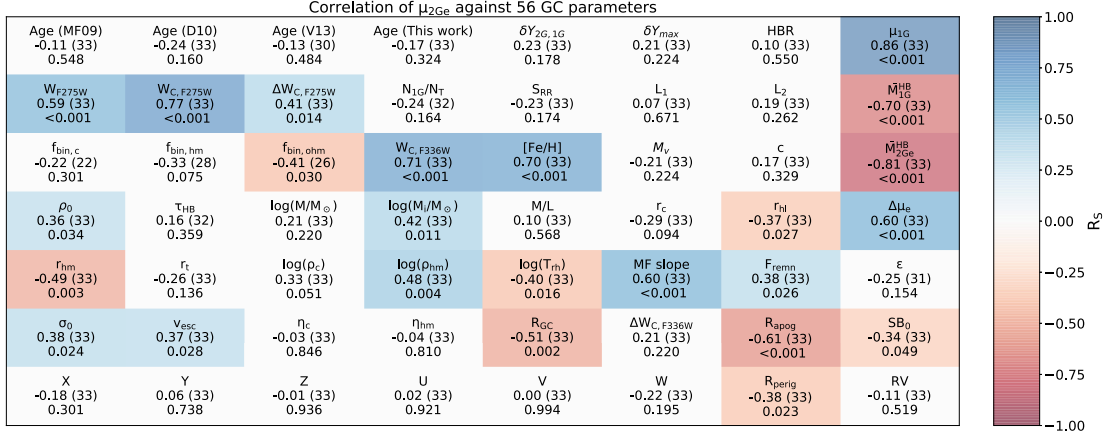 Correlation of μ2Ge against 56 GC parameters
Age (MF09) Age (D10) Age (V13) Age (This work) δY2G, 1G δYmax HBR μ1G
-0.11 (33) -0.24 (33) -0.13 (30) -0.17 (33) 0.23 (33) 0.21 (33) 0.10 (33) 0.86 (33)
0.548 0.160 0.484 0.324 0.178 0.224 0.550 <0.001
WF275W WC, F275W ΔWC, F275W N1G/NT SRR L1 L2 M̄1GHB
0.59 (33) 0.77 (33) 0.41 (33) -0.24 (32) -0.23 (33) 0.07 (33) 0.19 (33) -0.70 (33)
<0.001 <0.001 0.014 0.164 0.174 0.671 0.262 <0.001
fbin, c fbin, hm fbin, ohm WC, F336W [Fe/H] Mv c M̄2GeHB
-0.22 (22) -0.33 (28) -0.41 (26) 0.71 (33) 0.70 (33) -0.21 (33) 0.17 (33) -0.81 (33)
0.301 0.075 0.030 <0.001 <0.001 0.224 0.329 <0.001
ρ0 τHB log(M/M⊙) log(Mi/M⊙) M/L rc rhl Δμe
0.36 (33) 0.16 (32) 0.21 (33) 0.42 (33) 0.10 (33) -0.29 (33) -0.37 (33) 0.60 (33)
0.034 0.359 0.220 0.011 0.568 0.094 0.027 <0.001
rhm rt log(ρc) log(ρhm) log(Trh) MF slope Fremn ε
-0.49 (33) -0.26 (33) 0.33 (33) 0.48 (33) -0.40 (33) 0.60 (33) 0.38 (33) -0.25 (31)
0.003 0.136 0.051 0.004 0.016 <0.001 0.026 0.154
σ0 vesc ηc ηhm RGC ΔWC, F336W Rapog SB0
0.38 (33) 0.37 (33) -0.03 (33) -0.04 (33) -0.51 (33) 0.21 (33) -0.61 (33) -0.34 (33)
0.024 0.028 0.846 0.810 0.002 0.220 <0.001 0.049
X Y Z U V W Rperig RV
-0.18 (33) 0.06 (33) -0.01 (33) 0.02 (33) 0.00 (33) -0.22 (33) -0.38 (33) -0.11 (33)
0.301 0.738 0.936 0.921 0.994 0.195 0.023 0.519
1.00
0.75
0.50
0.25
0.00
−0.25
−0.50
−0.75
−1.00
RS